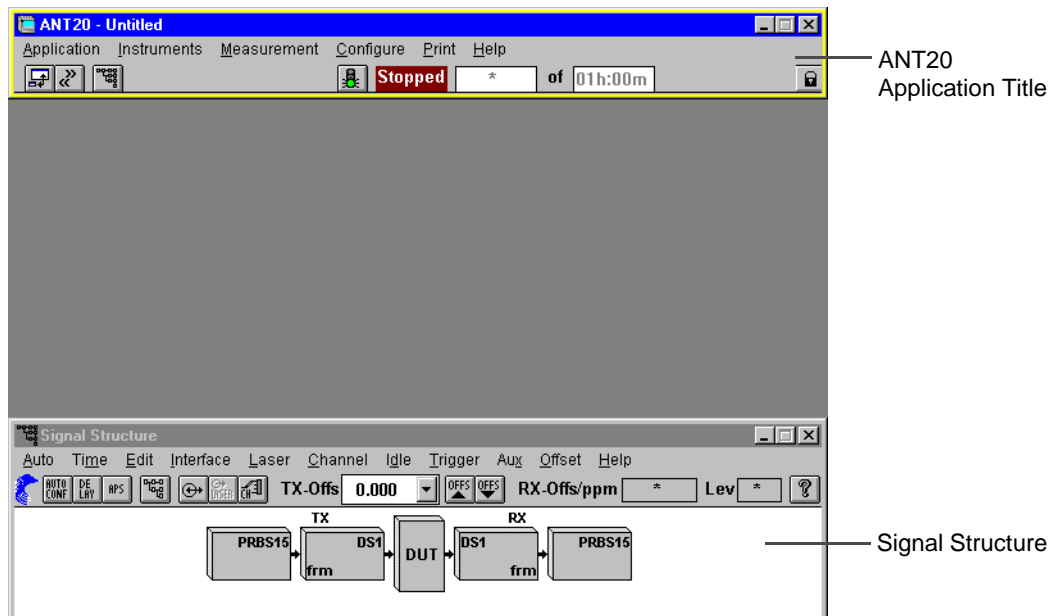 ANT20 - Untitled
Application Instruments Measurement Configure Print Help
Stopped * of 01h:00m
ANT20
Application Title
Signal Structure
Auto Time Edit Interface Laser Channel Idle Trigger Aux Offset Help
AUTO CONF DE LAY APS LASER CH TX-Offs 0.000 OFFS OFFS RX-Offs/ppm * Lev * ?
TX RX
PRBS15 DS1 DUT DS1 PRBS15
frm frm
Signal Structure